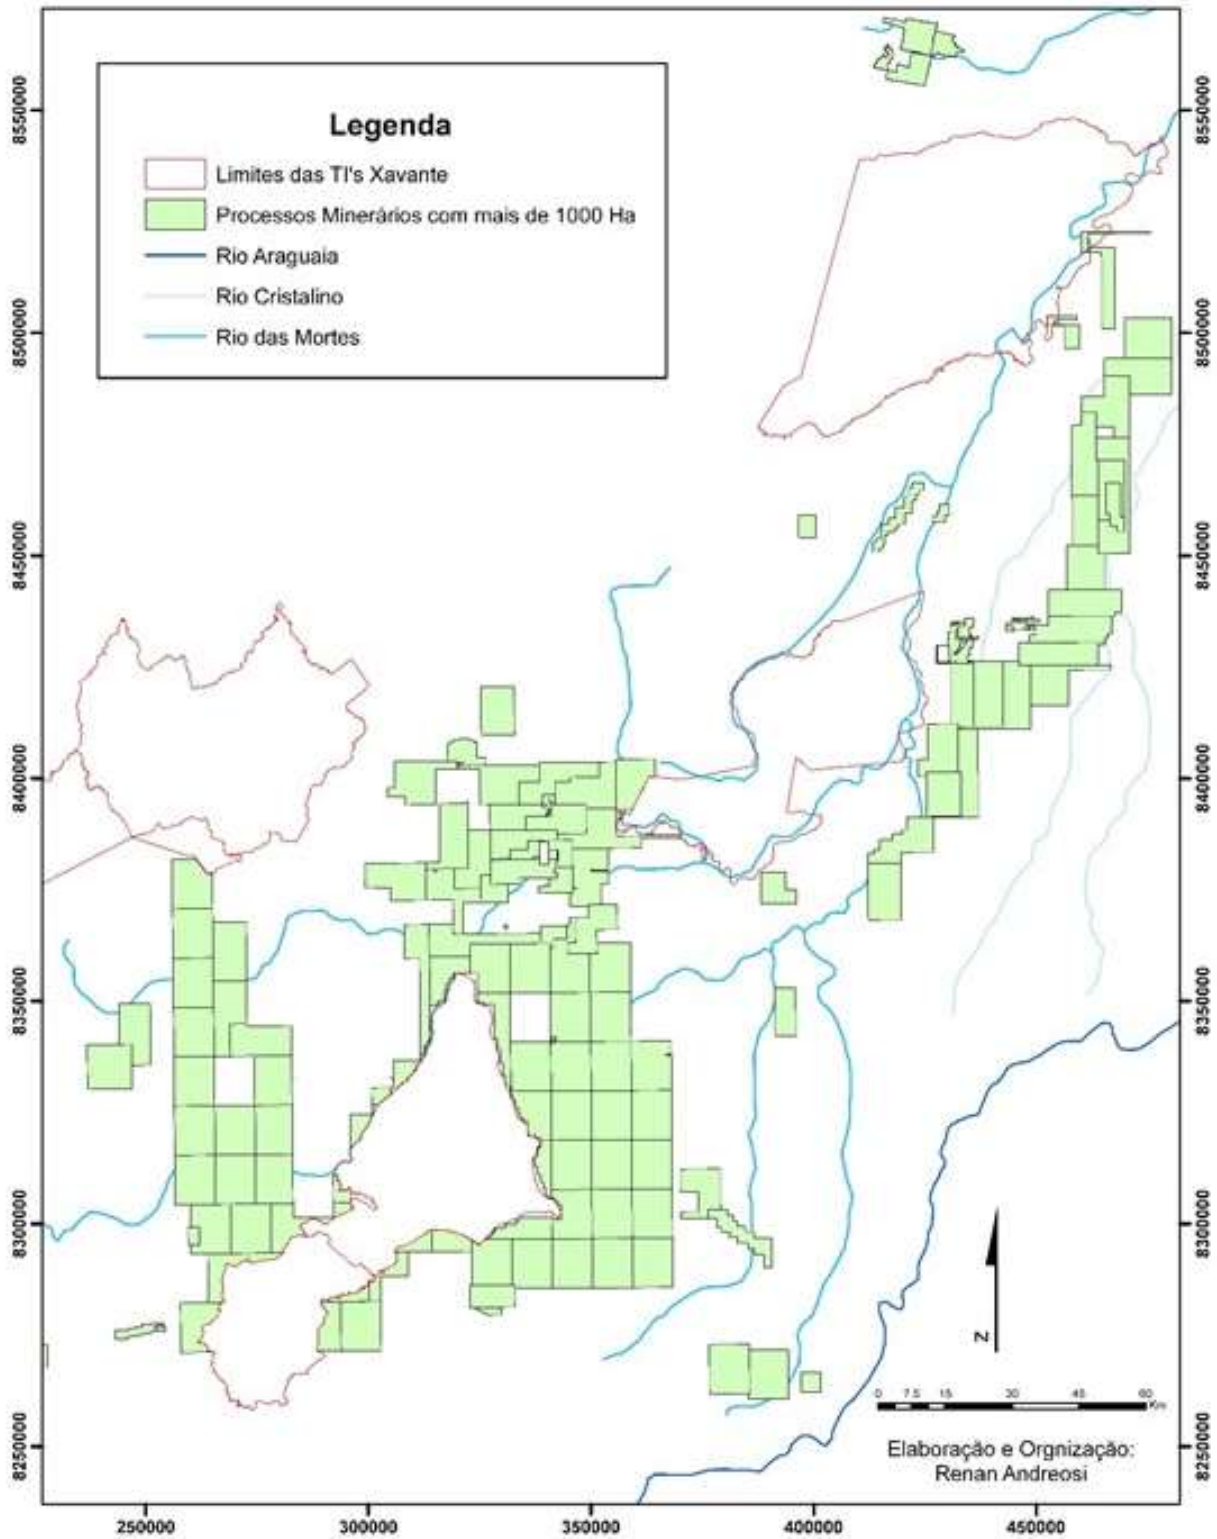 Legenda
Limites das TI's Xavante
Processos Minerários com mais de 1000 Ha
Rio Araguaia
Rio Cristalino
Rio das Mortes
8550000
8500000
8450000
8400000
8350000
8300000
8250000
8550000
8500000
8450000
8400000
8350000
8300000
8250000
N
0 7.5 15 30 45 60
Km
Elaboração e Orgnização:
Renan Andreosi
250000 300000 350000 400000 450000